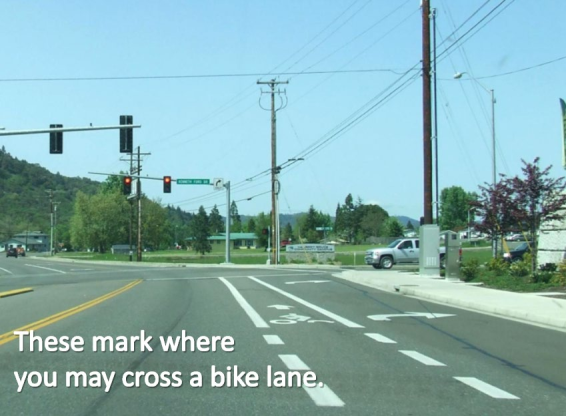 These mark where
you may cross a bike lane.